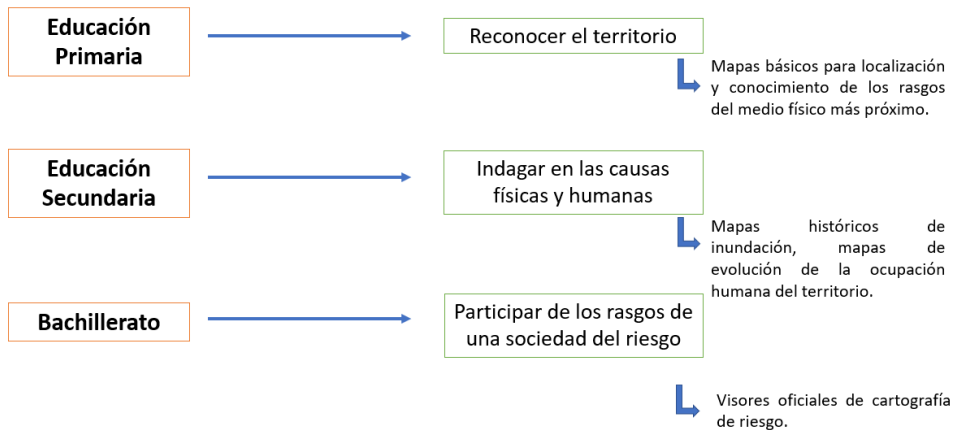 Educación
Primaria
Reconocer el territorio
Mapas básicos para localización
y conocimiento de los rasgos
del medio físico más próximo.
Educación
Secundaria
Indagar en las causas
físicas y humanas
Mapas históricos de
inundación, mapas de
evolución de la ocupación
humana del territorio.
Bachillerato
Participar de los rasgos de
una sociedad del riesgo
Visores oficiales de cartografía
de riesgo.